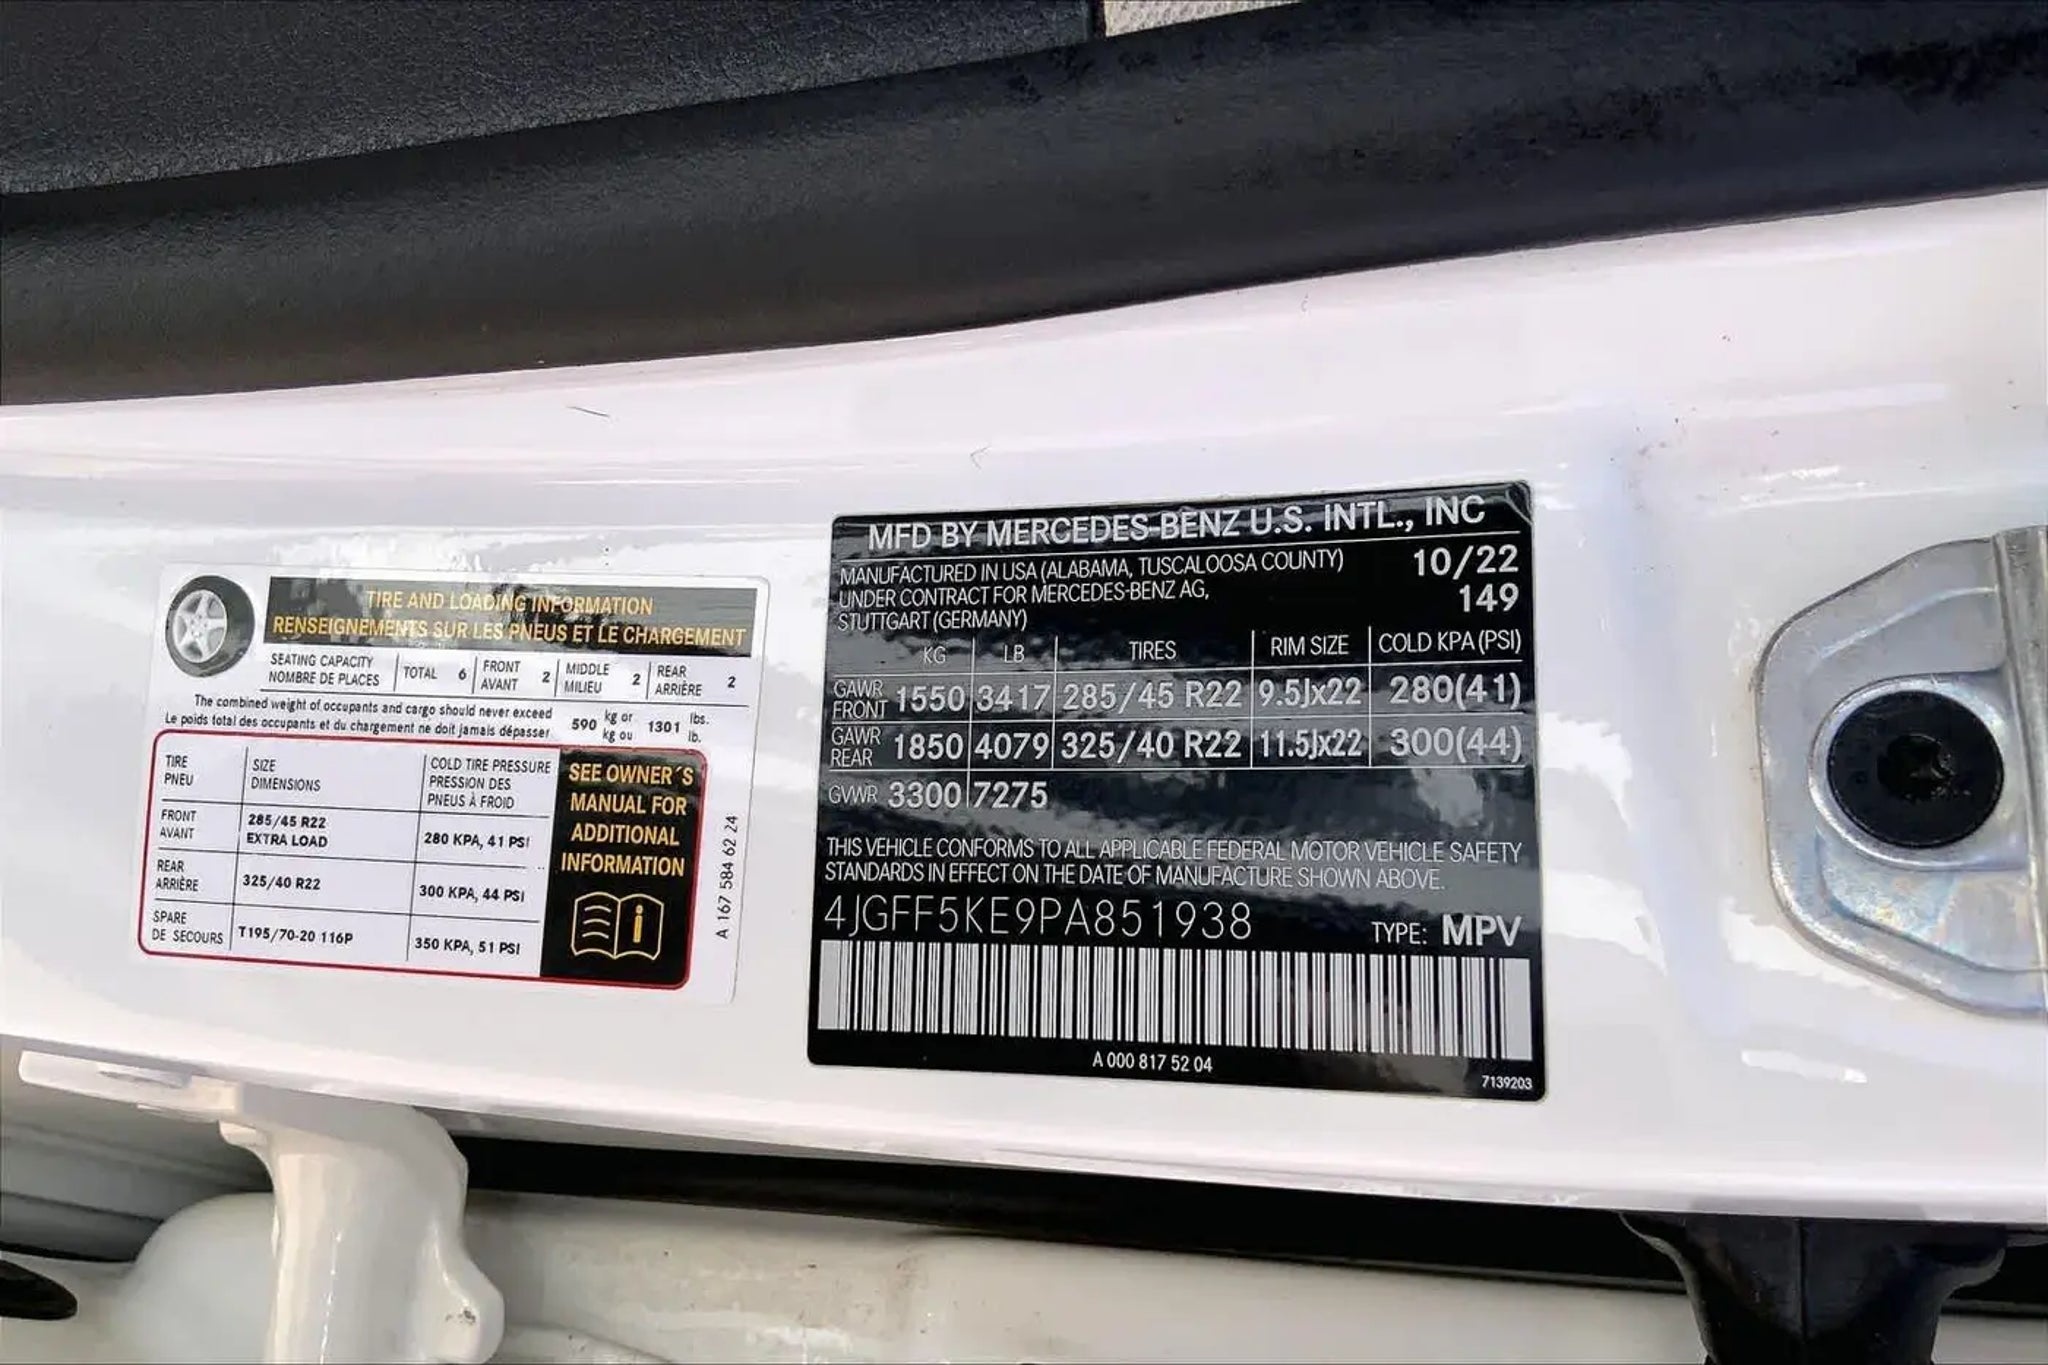 TIRE AND LOADING INFORMATION
RENSEIGNEMENTS SUR LES PNEUS ET LE CHARGEMENT
SEATING CAPACITY
NOMBRE DE PLACES
TOTAL 6
FRONT
AVANT 2
MIDDLE
MILIEU 2
REAR
ARRIÈRE 2
The combined weight of occupants and cargo should never exceed
Le poids total des occupants et du chargement ne doit jamais dépasser
590 kg or
kg ou
1301 lbs.
lb.
TIRE
PNEU
SIZE
DIMENSIONS
COLD TIRE PRESSURE
PRESSION DES
PNEUS À FROID
FRONT
AVANT
285/45 R22
EXTRA LOAD
280 KPA, 41 PSI
REAR
ARRIÈRE
325/40 R22
300 KPA, 44 PSI
SPARE
DE SECOURS
T195/70-20 116P
350 KPA, 51 PSI
SEE OWNER´S
MANUAL FOR
ADDITIONAL
INFORMATION
A 167 584 62 24
MFD BY MERCEDES-BENZ U.S. INTL., INC
MANUFACTURED IN USA (ALABAMA, TUSCALOOSA COUNTY)
UNDER CONTRACT FOR MERCEDES-BENZ AG,
STUTTGART (GERMANY)
10/22
149
KG LB TIRES RIM SIZE COLD KPA (PSI)
GAWR
FRONT 1550 3417 285/45 R22 9.5Jx22 280(41)
GAWR
REAR 1850 4079 325/40 R22 11.5Jx22 300(44)
GVWR 3300 7275
THIS VEHICLE CONFORMS TO ALL APPLICABLE FEDERAL MOTOR VEHICLE SAFETY
STANDARDS IN EFFECT ON THE DATE OF MANUFACTURE SHOWN ABOVE.
4JGFF5KE9PA851938 TYPE: MPV
A 000 817 52 04
7139203